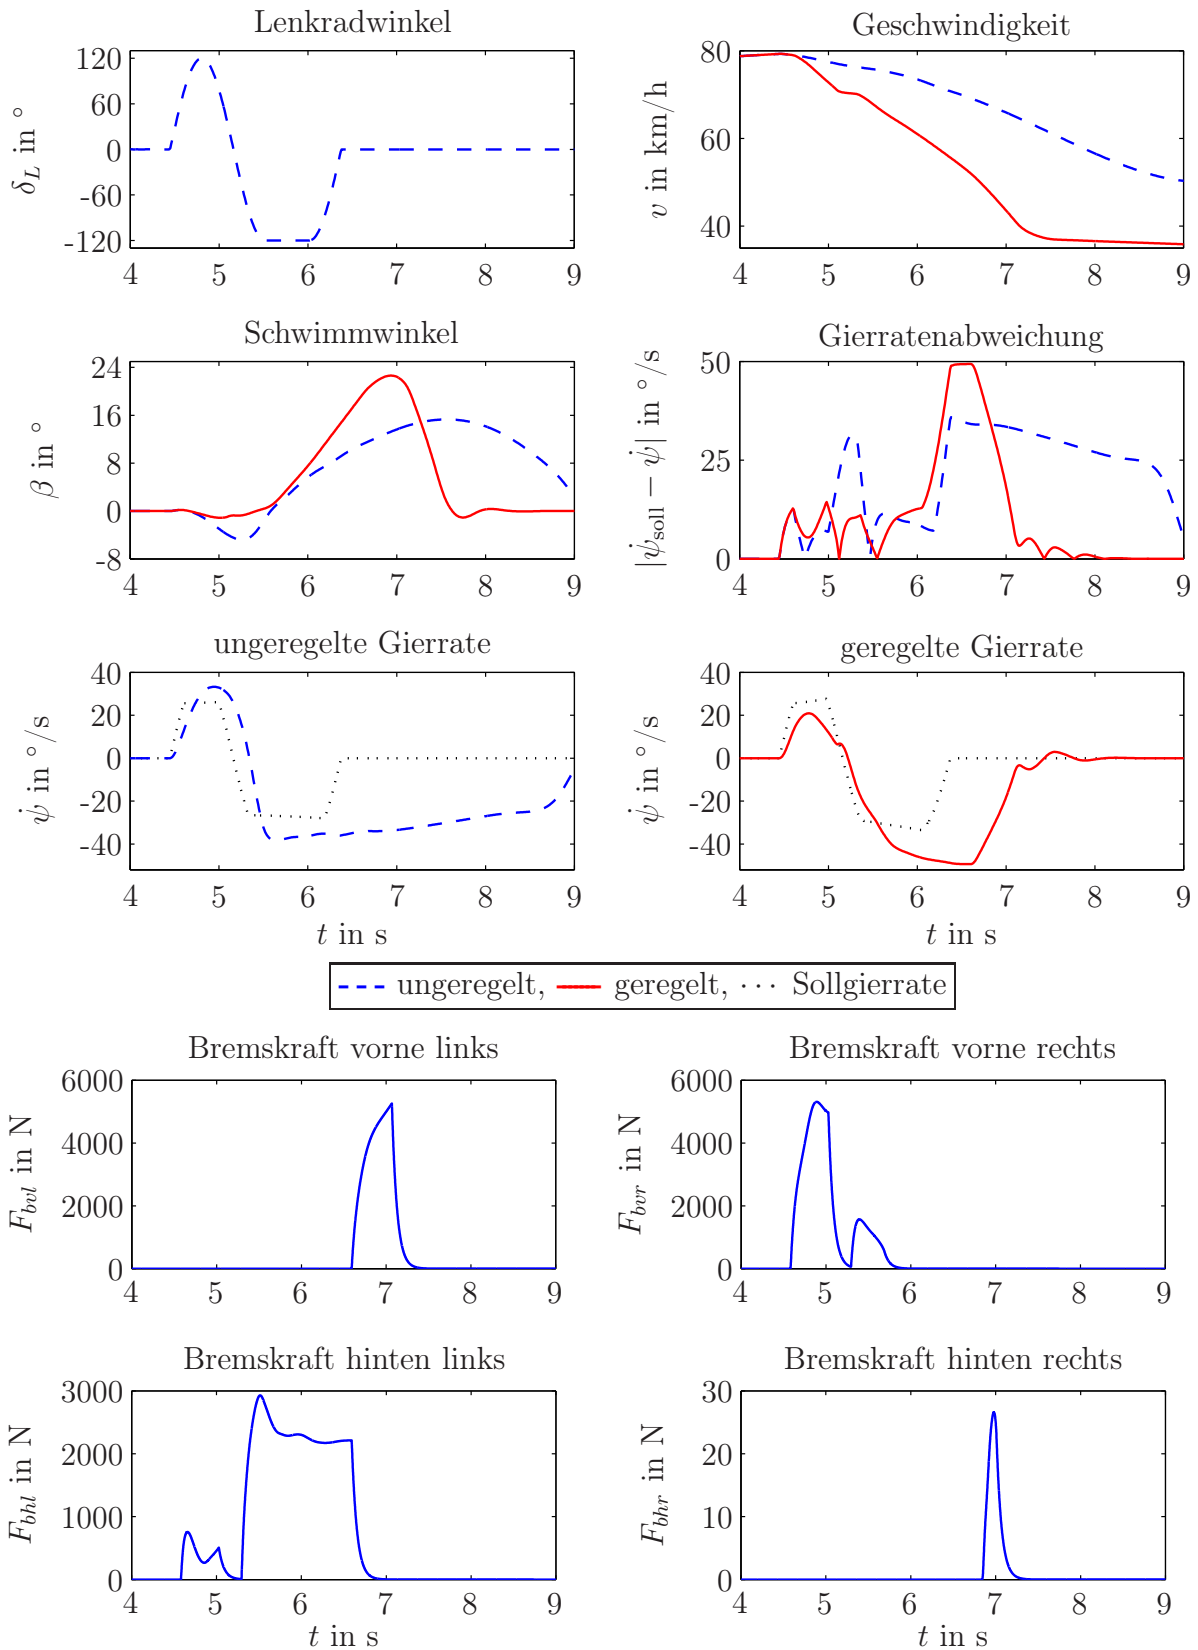 Lenkradwinkel
δL in °
120
60
0
-60
-120
4 5 6 7 8 9
Geschwindigkeit
v in km/h
80
60
40
4 5 6 7 8 9
Schwimmwinkel
β in °
24
16
8
0
-8
4 5 6 7 8 9
Gierratenabweichung
|ψ̇soll − ψ̇| in °/s
50
25
0
4 5 6 7 8 9
ungeregelte Gierrate
ψ̇ in °/s
40
20
0
-20
-40
4 5 6 7 8 9
t in s
geregelte Gierrate
ψ̇ in °/s
40
20
0
-20
-40
4 5 6 7 8 9
t in s
ungeregelt, geregelt, ··· Sollgierrate
Bremskraft vorne links
Fbvl in N
6000
4000
2000
0
4 5 6 7 8 9
Bremskraft vorne rechts
Fbvr in N
6000
4000
2000
0
4 5 6 7 8 9
Bremskraft hinten links
Fbhl in N
3000
2000
1000
0
4 5 6 7 8 9
t in s
Bremskraft hinten rechts
Fbhr in N
30
20
10
0
4 5 6 7 8 9
t in s